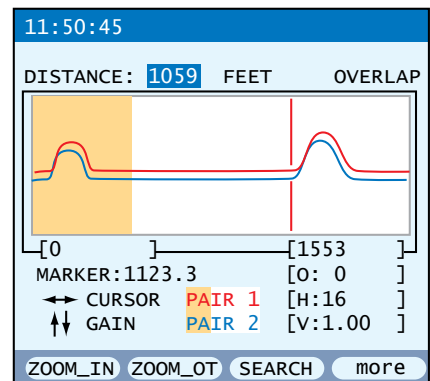 11:50:45
DISTANCE: 1059 FEET OVERLAP
[0 ] [1553 ]
MARKER:1123.3 [O: 0 ]
CURSOR PAIR 1 [H:16 ]
GAIN PAIR 2 [V:1.00 ]
ZOOM_IN ZOOM_OT SEARCH more